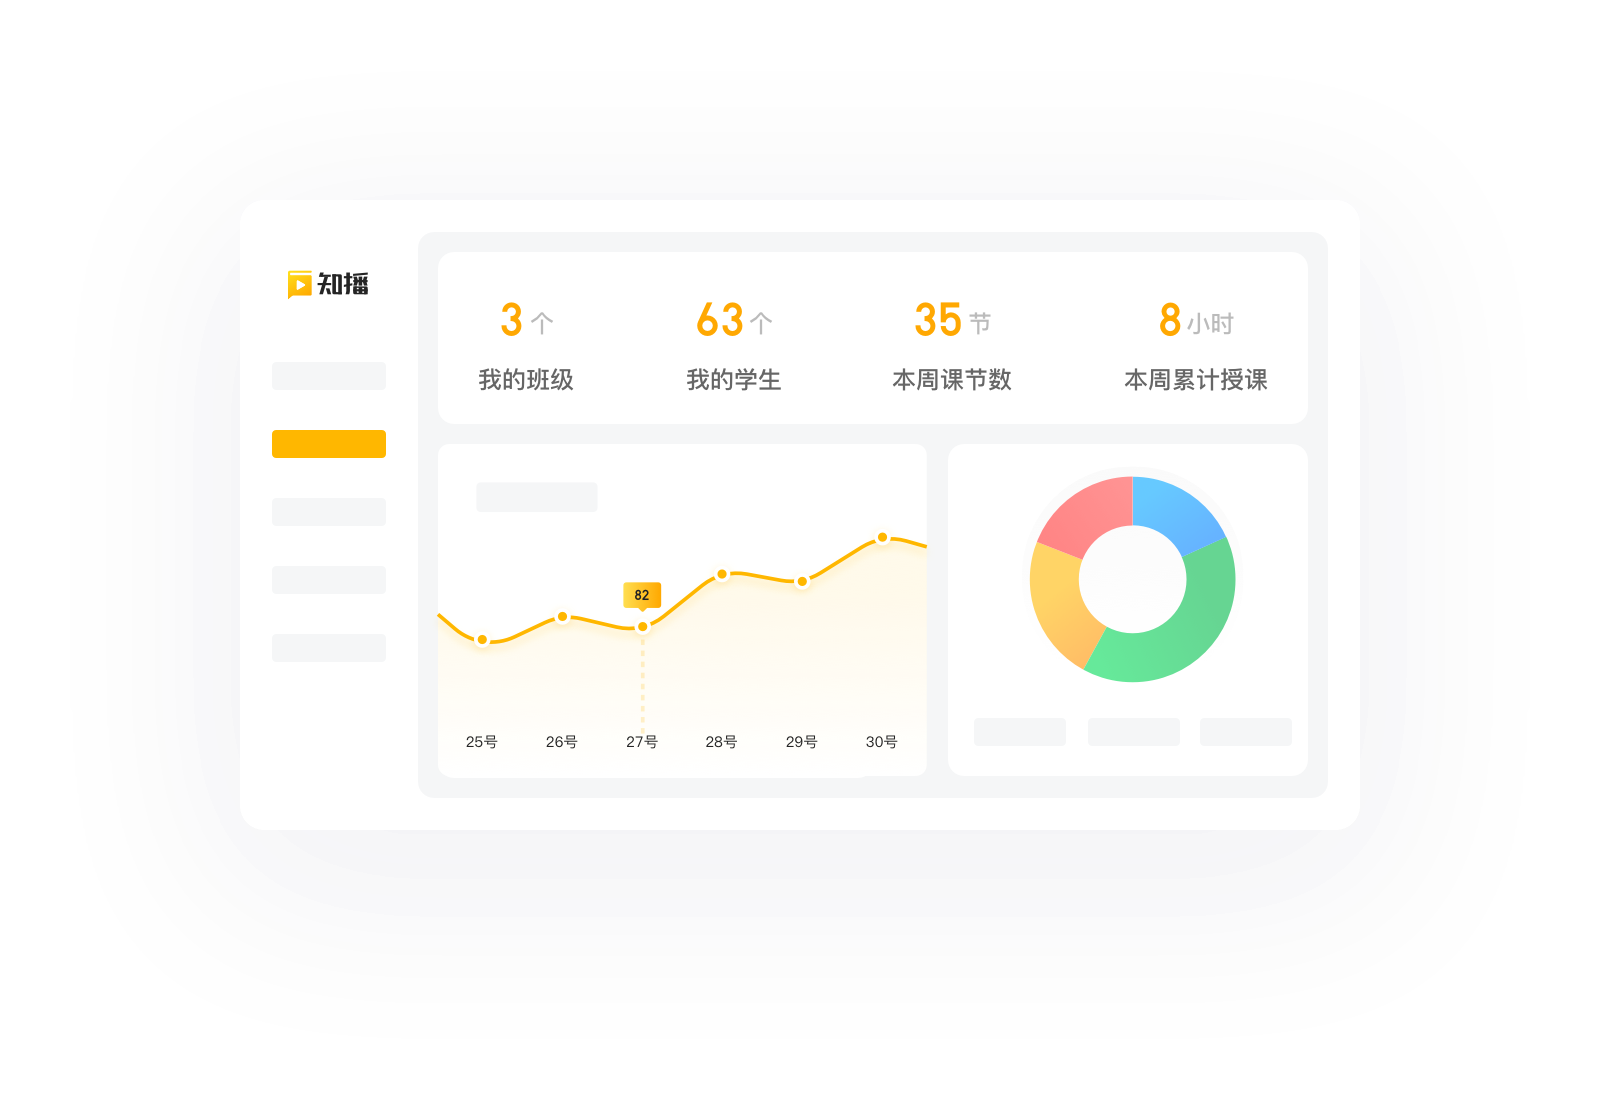 知播
3 个
63 个
35 节
8 小时
我的班级
我的学生
本周课节数
本周累计授课
82
25号
26号
27号
28号
29号
30号